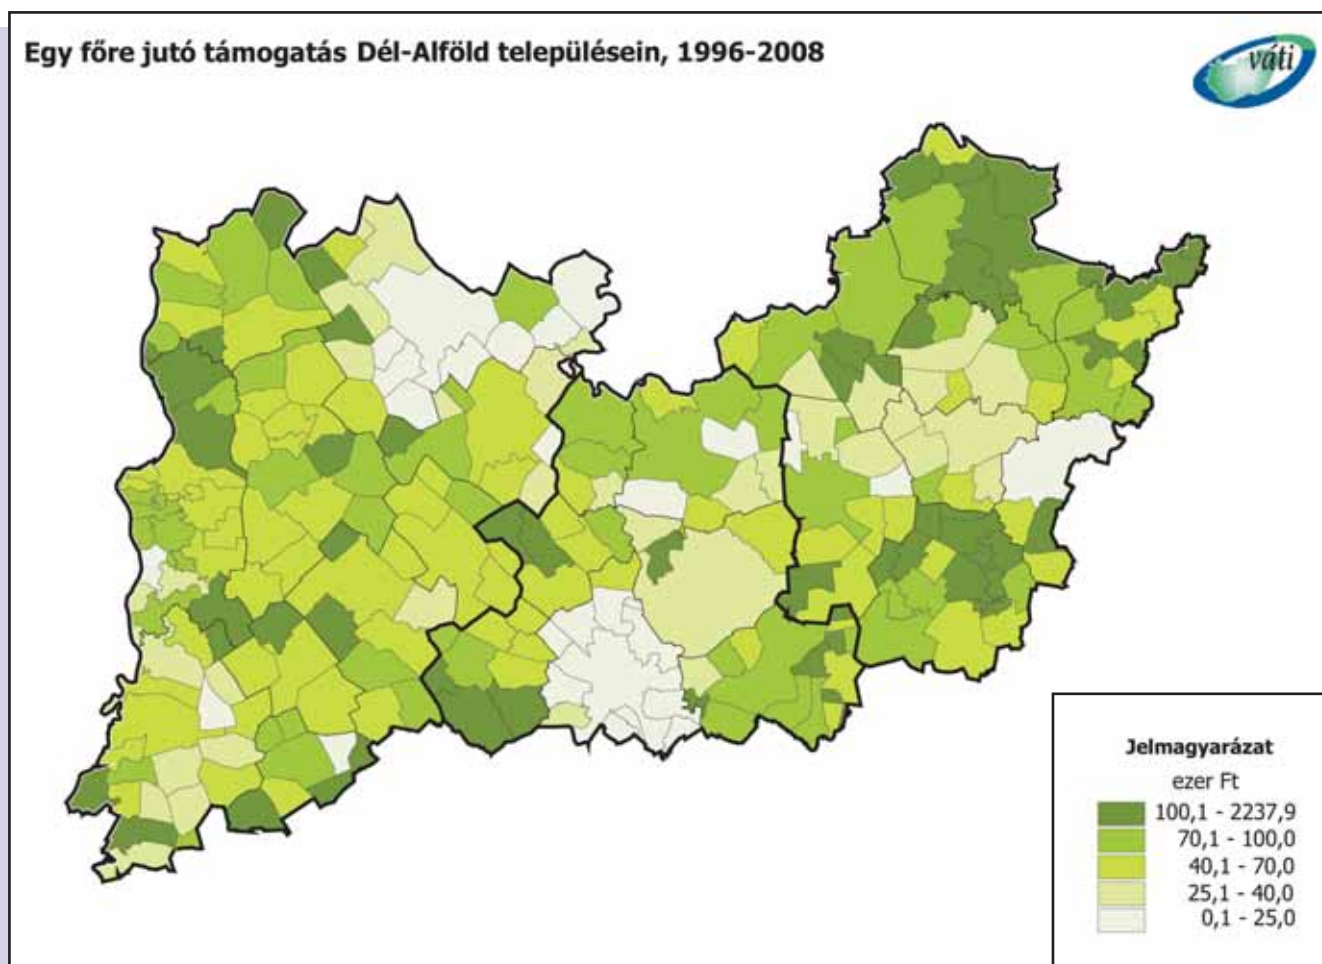 Egy főre jutó támogatás Dél-Alföld településein, 1996-2008
váti
Jelmagyarázat
ezer Ft
100,1 - 2237,9
70,1 - 100,0
40,1 - 70,0
25,1 - 40,0
0,1 - 25,0